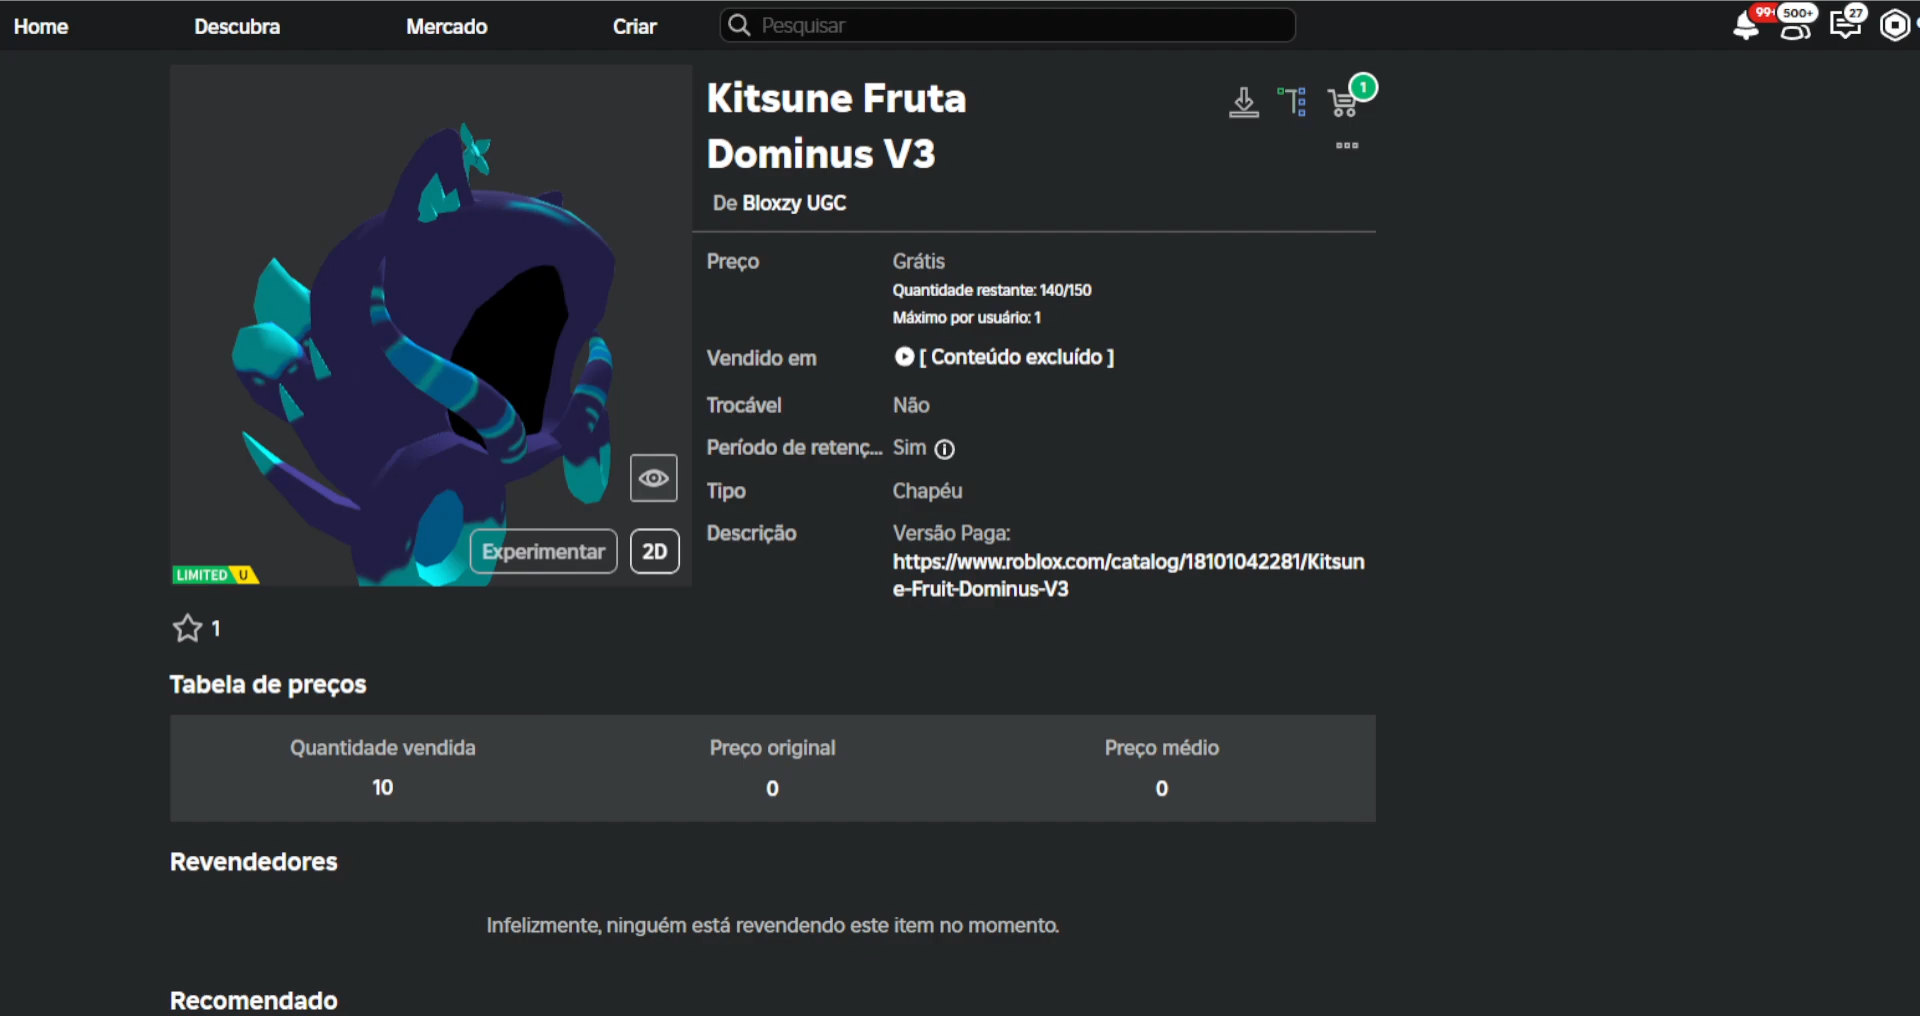 Home
Descubra
Mercado
Criar
Pesquisar
99+
500+
27
Kitsune Fruta
Dominus V3
1
De Bloxzy UGC
Preço
Grátis
Quantidade restante: 140/150
Máximo por usuário: 1
Vendido em
[ Conteúdo excluído ]
Trocável
Não
Período de retenç...
Sim
Tipo
Chapéu
Descrição
Versão Paga:
https://www.roblox.com/catalog/18101042281/Kitsun
e-Fruit-Dominus-V3
Experimentar
2D
LIMITED U
1
Tabela de preços
Quantidade vendida
10
Preço original
0
Preço médio
0
Revendedores
Infelizmente, ninguém está revendendo este item no momento.
Recomendado